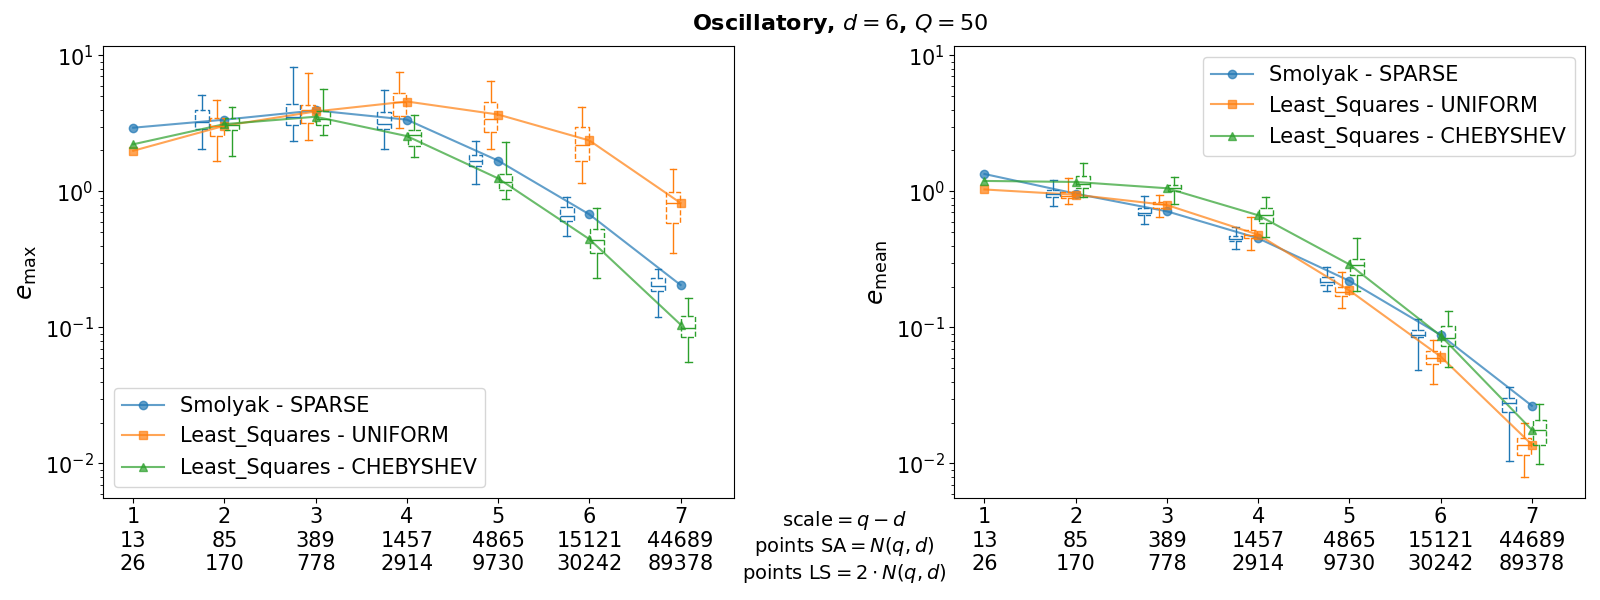 Oscillatory, d = 6, Q = 50
e_max
10^1
10^0
10^-1
10^-2
Smolyak - SPARSE
Least_Squares - UNIFORM
Least_Squares - CHEBYSHEV
1 2 3 4 5 6 7
13 85 389 1457 4865 15121 44689
26 170 778 2914 9730 30242 89378
scale = q − d
points SA = N(q, d)
points LS = 2 · N(q, d)
e_mean
10^1
10^0
10^-1
10^-2
Smolyak - SPARSE
Least_Squares - UNIFORM
Least_Squares - CHEBYSHEV
1 2 3 4 5 6 7
13 85 389 1457 4865 15121 44689
26 170 778 2914 9730 30242 89378